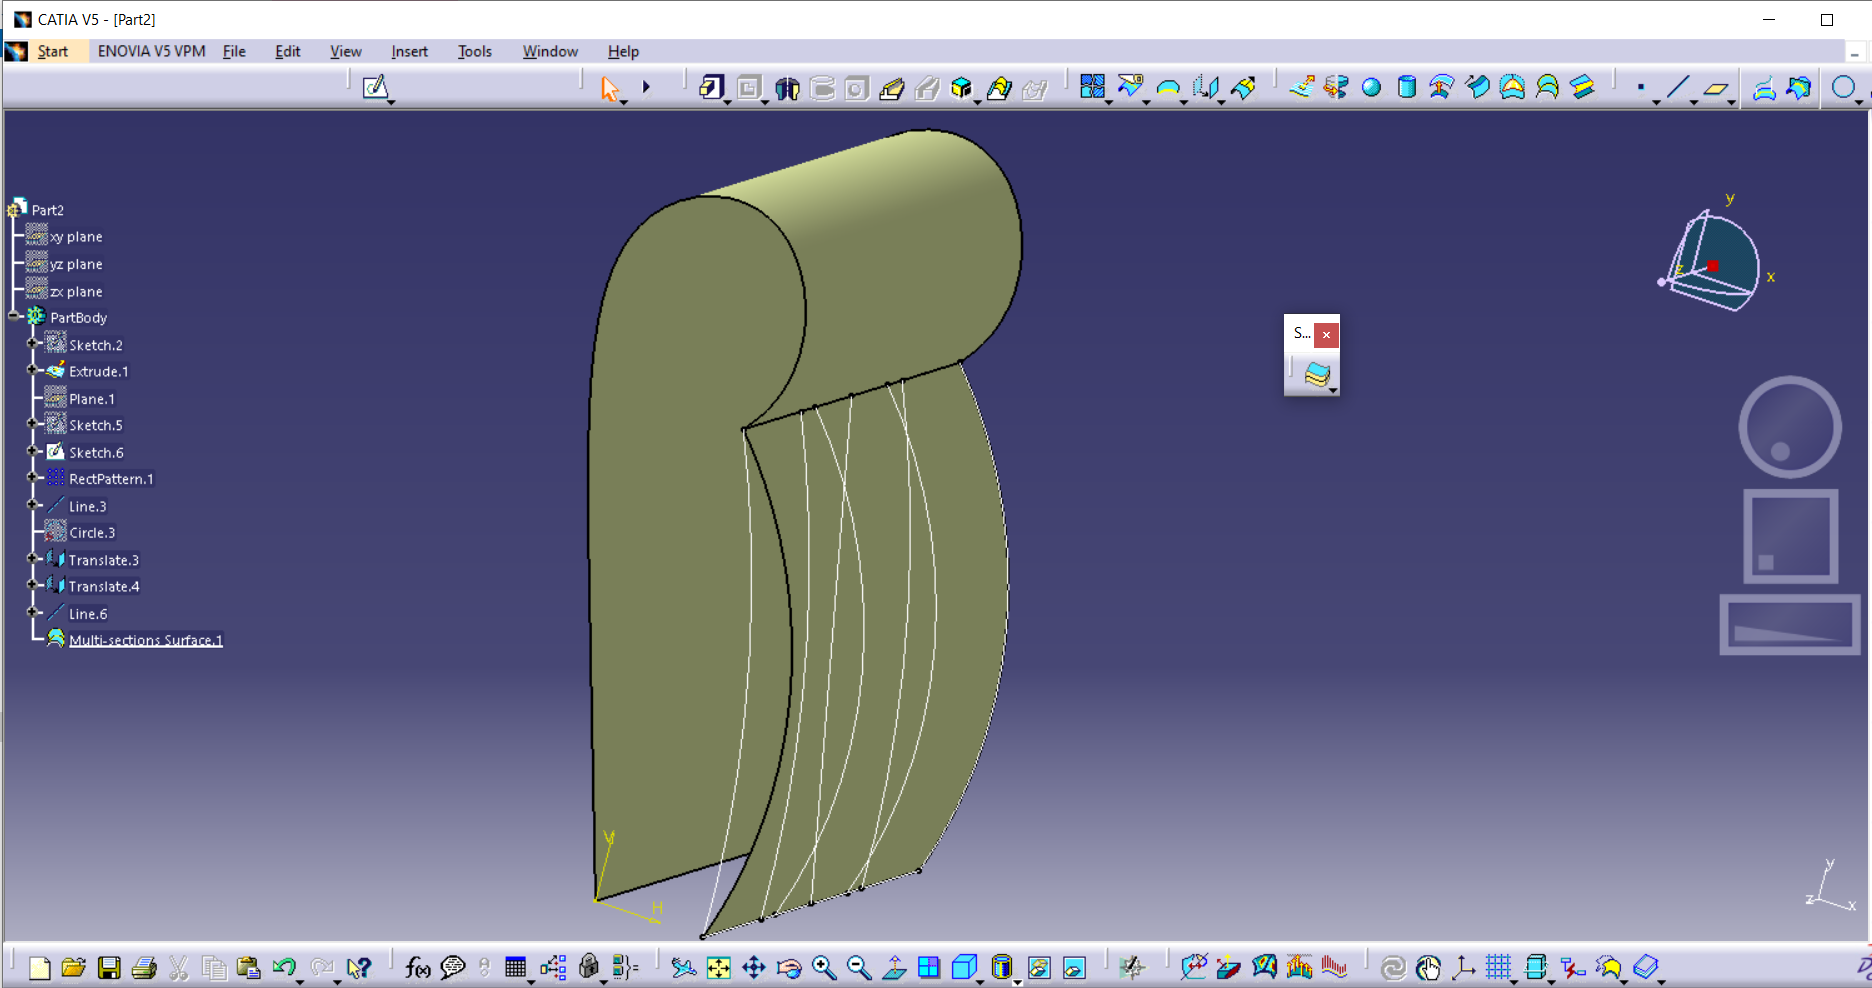 CATIA V5 - [Part2]
Start ENOVIA V5 VPM File Edit View Insert Tools Window Help
Part2
xy plane
yz plane
zx plane
PartBody
Sketch.2
Extrude.1
Plane.1
Sketch.5
Sketch.6
RectPattern.1
Line.3
Circle.3
Translate.3
Translate.4
Line.6
Multi-sections Surface.1
y
x
z
S...
V
H
y
z
x
f(x)